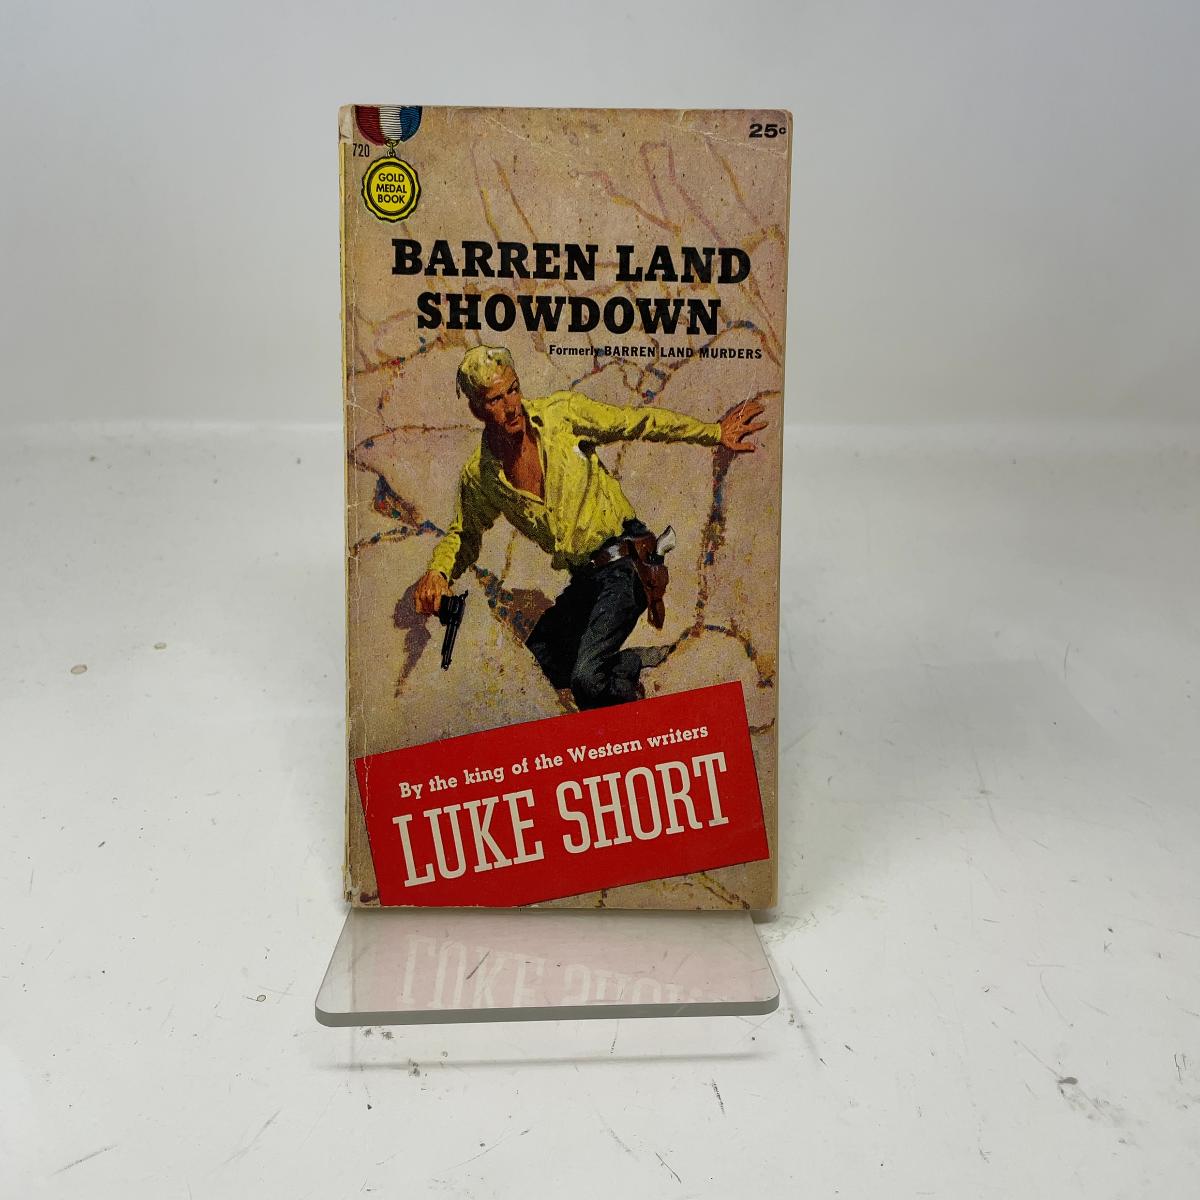 25c
720
GOLD
MEDAL
BOOK
BARREN LAND
SHOWDOWN
Formerly BARREN LAND MURDERS
By the king of the Western writers
LUKE SHORT